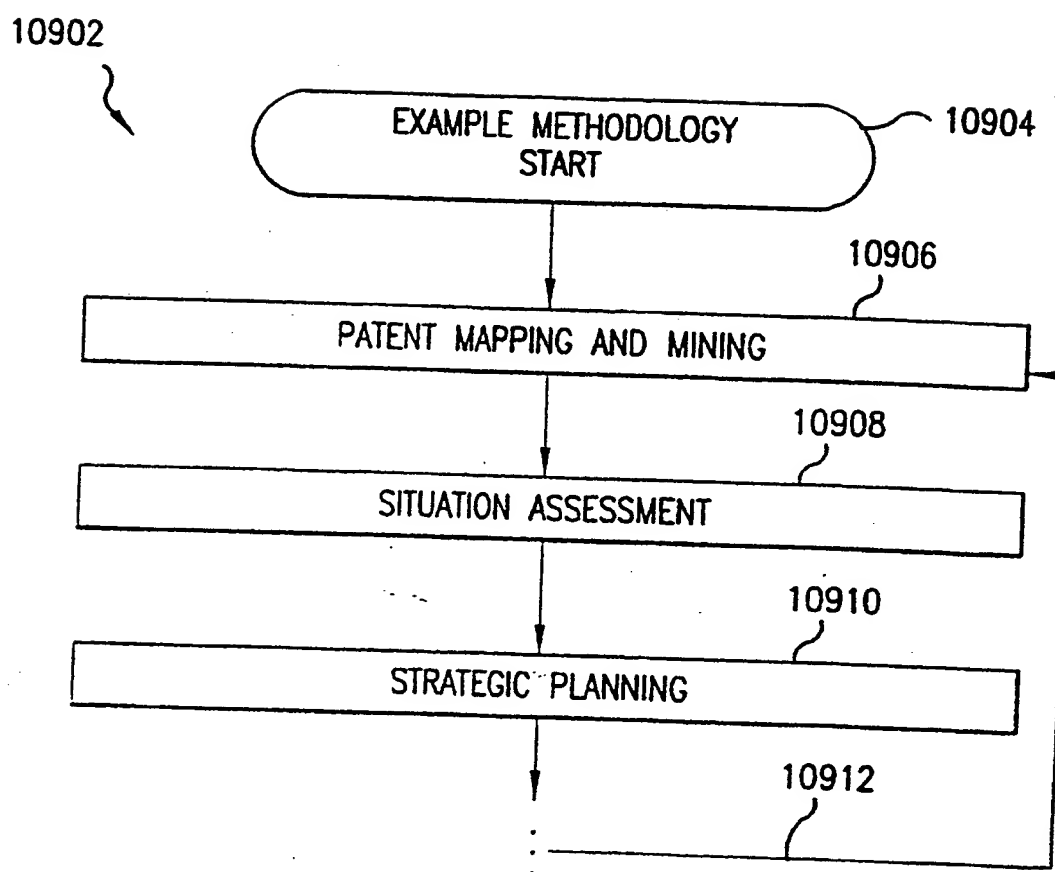 10902
EXAMPLE METHODOLOGY
START
10904
10906
PATENT MAPPING AND MINING
10908
SITUATION ASSESSMENT
10910
STRATEGIC PLANNING
10912